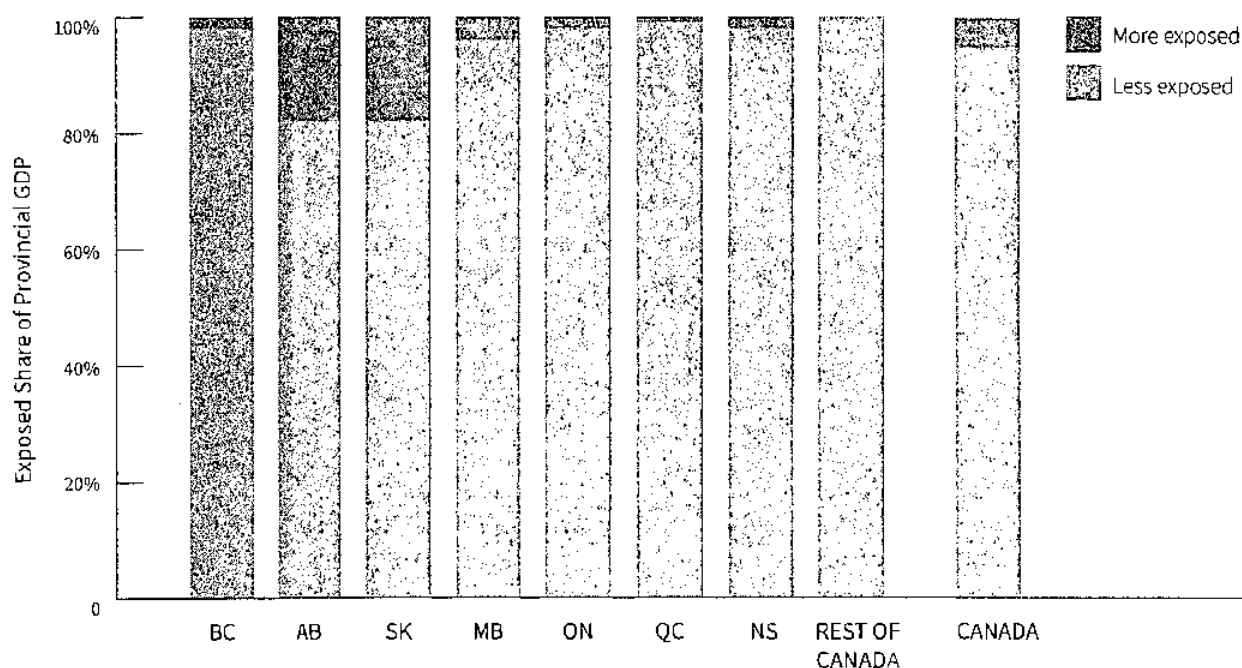 100%
80%
60%
40%
20%
0
Exposed Share of Provincial GDP
BC AB SK MB ON QC NS REST OF CANADA
CANADA
More exposed
Less exposed